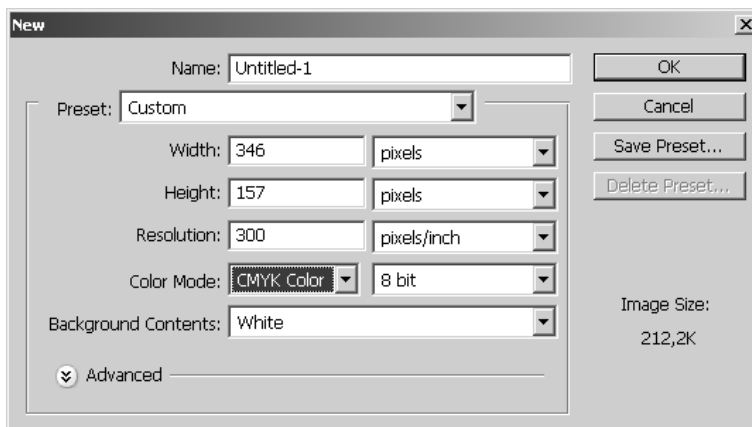 New
Name: Untitled-1
OK
Preset: Custom
Cancel
Width: 346 pixels
Save Preset...
Height: 157 pixels
Delete Preset...
Resolution: 300 pixels/inch
Color Mode: CMYK Color 8 bit
Image Size:
Background Contents: White
212,2K
Advanced